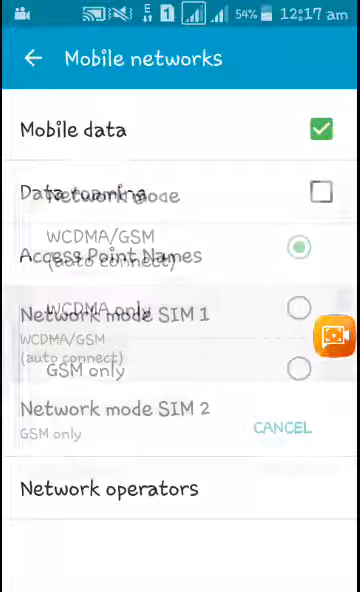 54% 12:17 am
Mobile networks
Mobile data
Data roaming
Network mode
WCDMA/GSM
(auto connect)
Access Point Names
WCDMA only
Network mode SIM 1
WCDMA/GSM
(auto connect)
GSM only
Network mode SIM 2
GSM only
CANCEL
Network operators